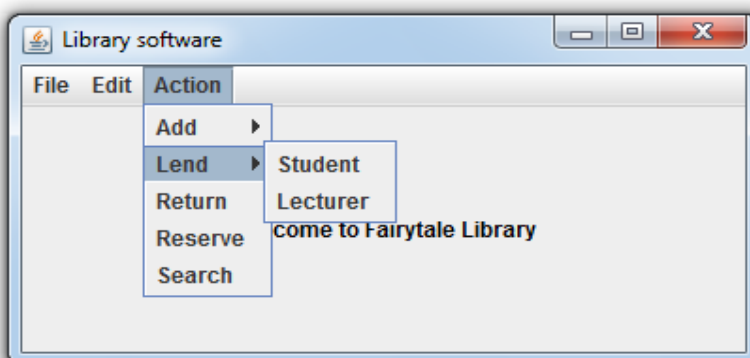 Library software
File Edit Action
Add
Lend Student
Return Lecturer
come to Fairytale Library
Reserve
Search